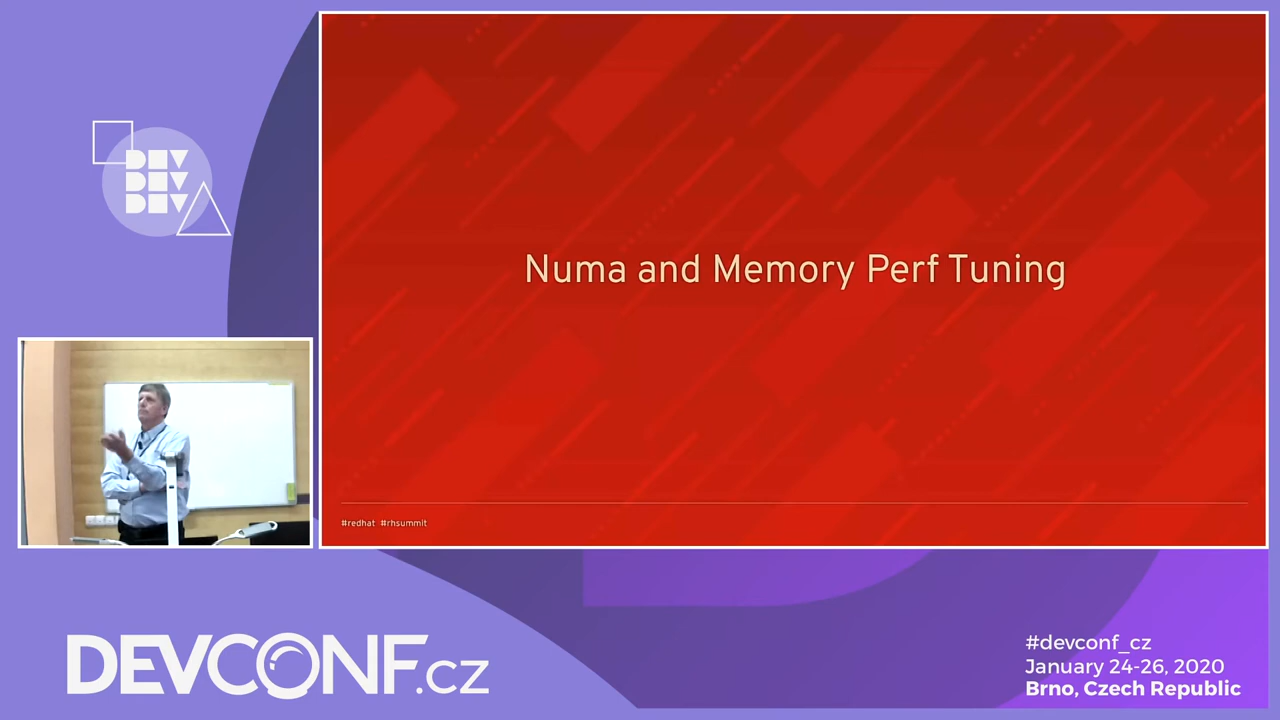 DEV
DEV
DEV
Numa and Memory Perf Tuning
#redhat #rhsummit
DEVCONF.cz
#devconf_cz
January 24-26, 2020
Brno, Czech Republic